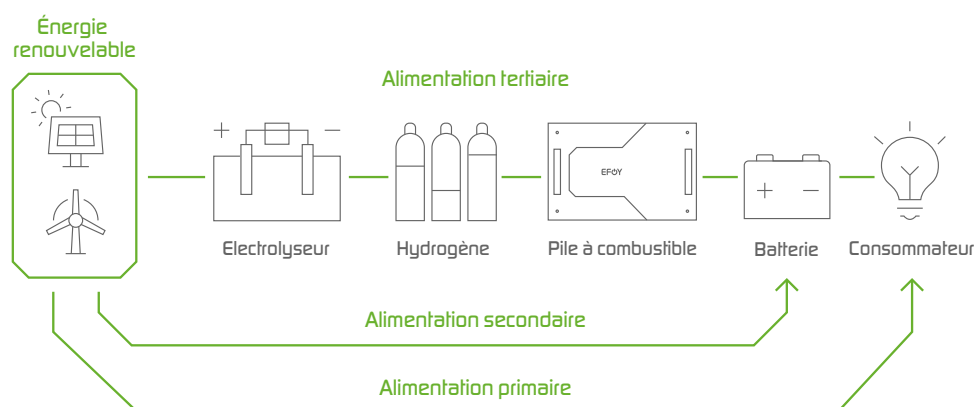 Énergie
renouvelable
Alimentation tertiaire
+ −
EFOY
+ −
Electrolyseur
Hydrogène
Pile à combustible
Batterie
Consommateur
Alimentation secondaire
Alimentation primaire